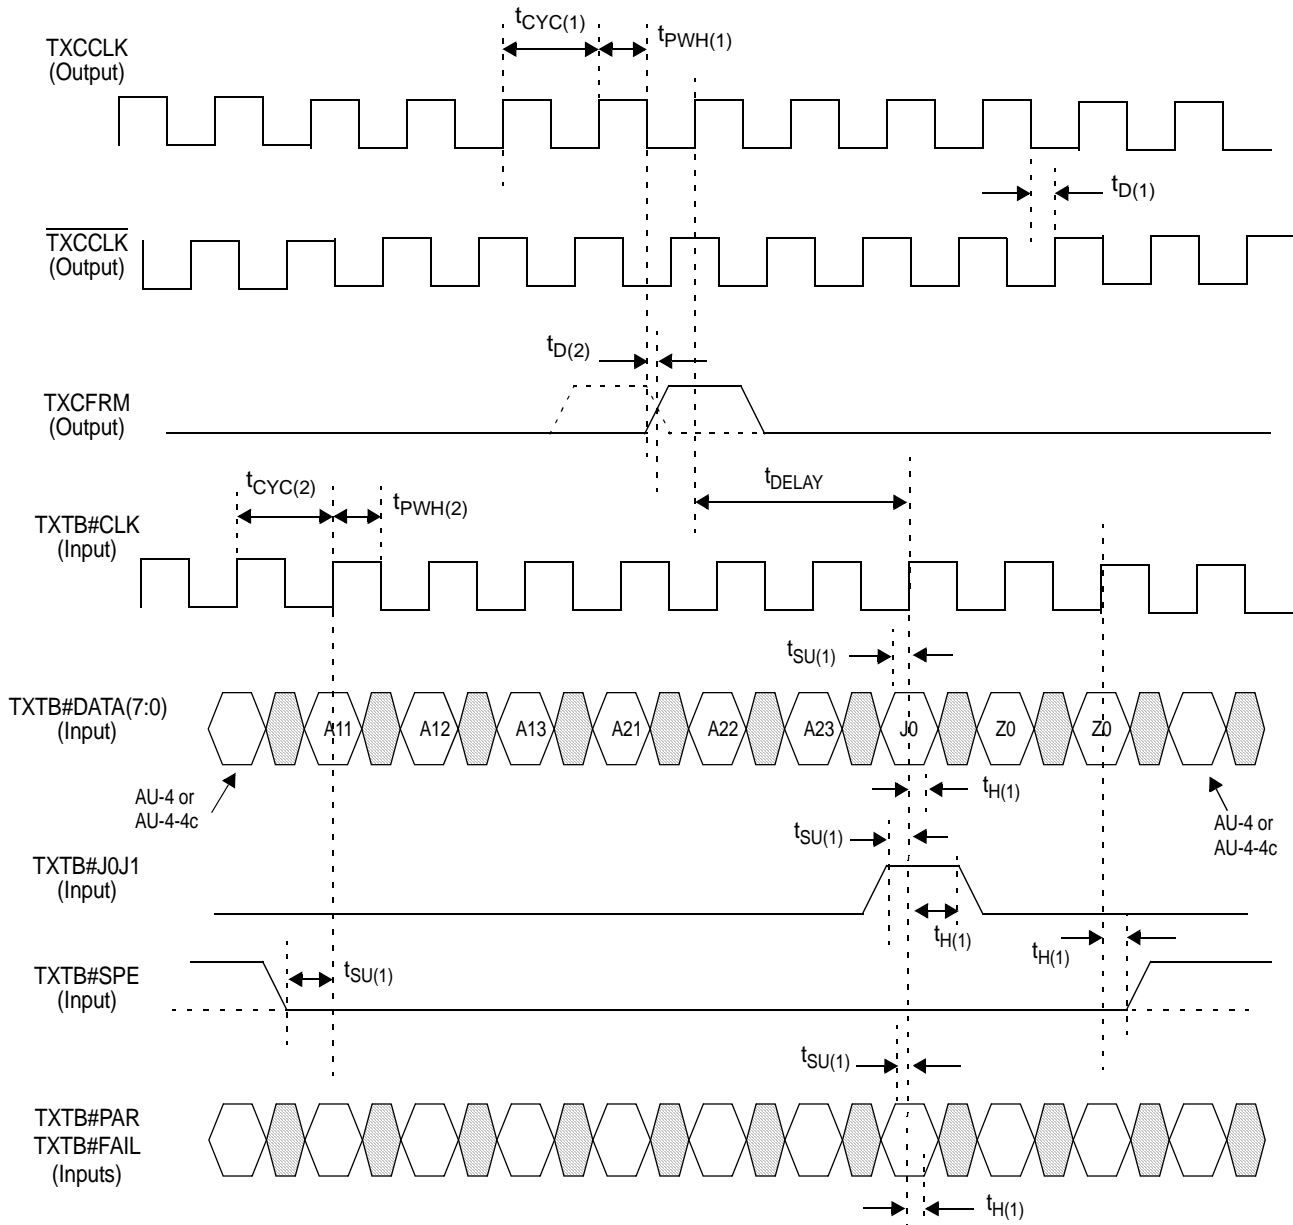 tCYC(1)
tPWH(1)
TXCCLK
(Output)
tD(1)
TXCCLK
(Output)
tD(2)
TXCFRM
(Output)
tCYC(2)
tPWH(2)
tDELAY
TXTB#CLK
(Input)
tSU(1)
TXTB#DATA(7:0)
(Input)
A11 A12 A13 A21 A22 A23 J0 Z0 Z0
AU-4 or
AU-4-4c
tH(1)
AU-4 or
AU-4-4c
tSU(1)
TXTB#J0J1
(Input)
tH(1)
tH(1)
TXTB#SPE
(Input)
tSU(1)
tSU(1)
TXTB#PAR
TXTB#FAIL
(Inputs)
tH(1)